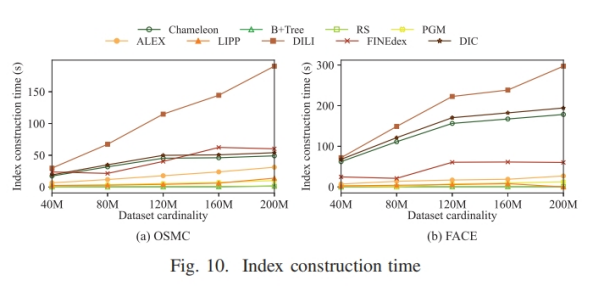 Chameleon B+Tree RS PGM
ALEX LIPP DILI FINEdex DIC
Index construction time (s)
150
100
50
0
40M 80M 120M 160M 200M
Dataset cardinality
(a) OSMC
Index construction time (s)
300
200
100
0
40M 80M 120M 160M 200M
Dataset cardinality
(b) FACE
Fig. 10. Index construction time